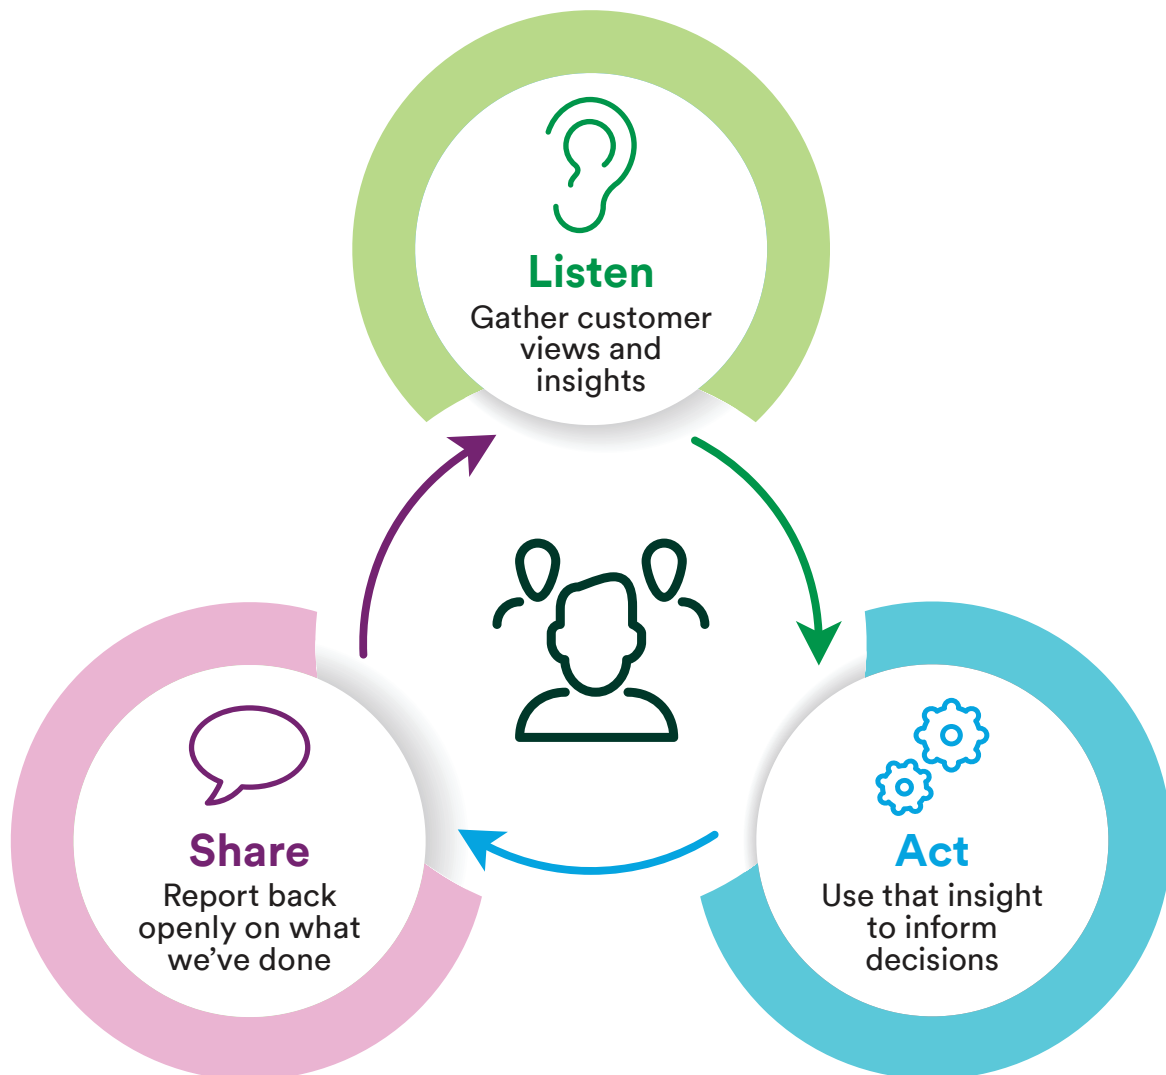 Listen
Gather customer
views and
insights
Share
Report back
openly on what
we’ve done
Act
Use that insight
to inform
decisions